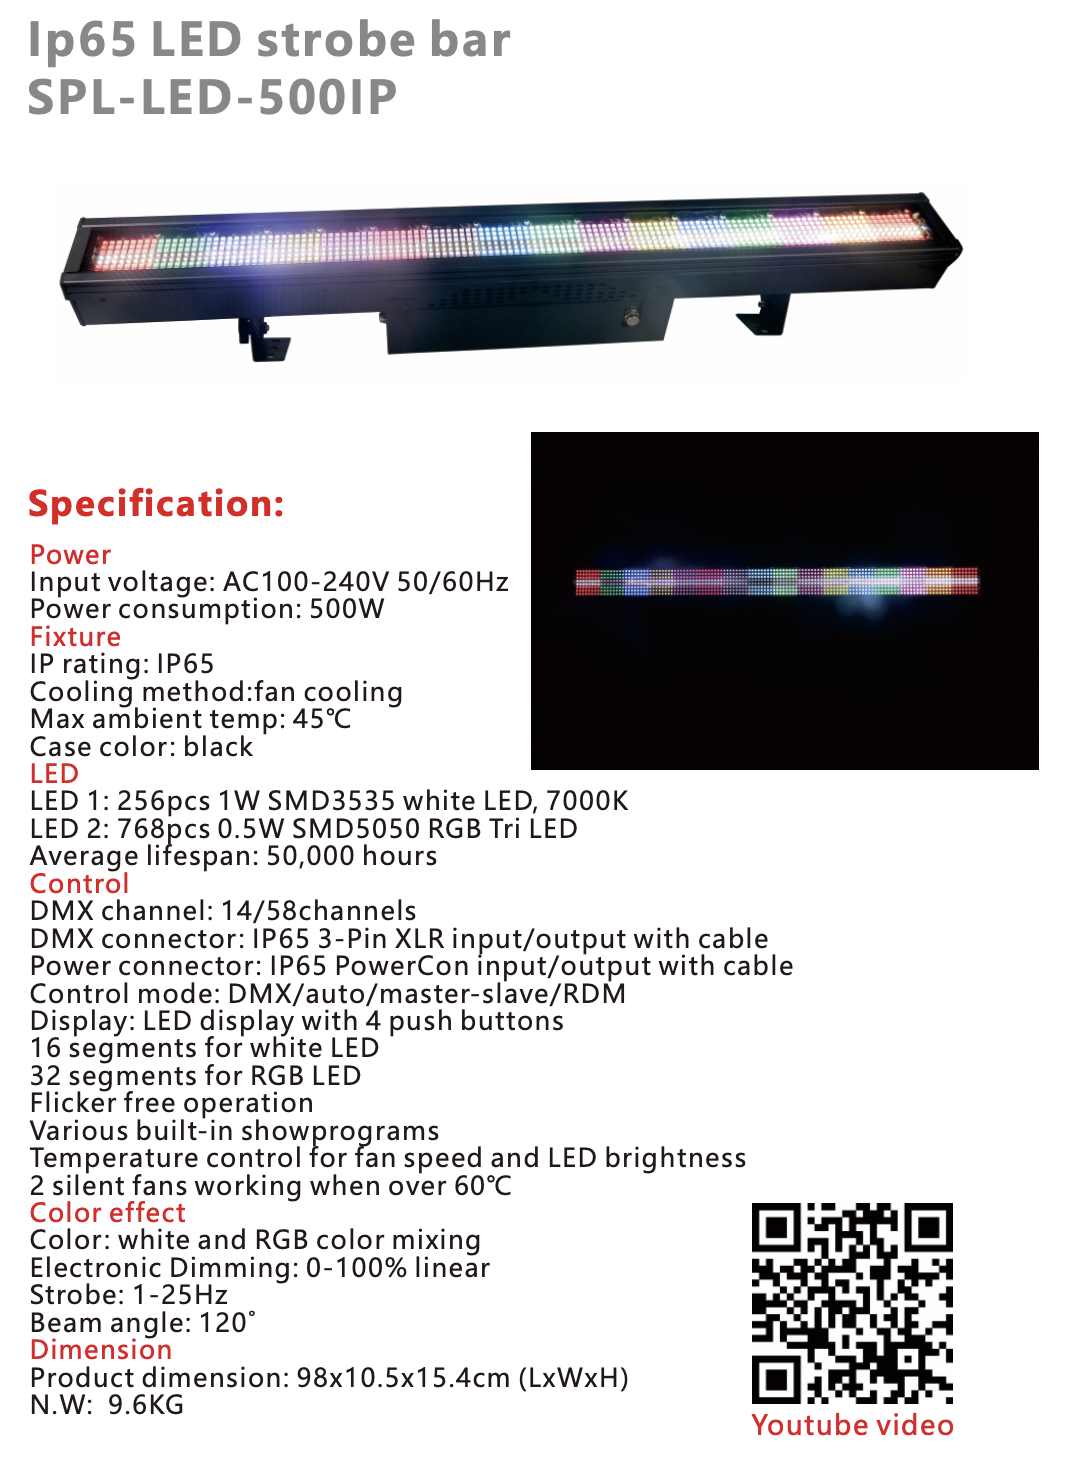 Ip65 LED strobe bar
SPL-LED-500IP
Specification:
Power
Input voltage: AC100-240V 50/60Hz
Power consumption: 500W
Fixture
IP rating: IP65
Cooling method:fan cooling
Max ambient temp: 45℃
Case color: black
LED
LED 1: 256pcs 1W SMD3535 white LED, 7000K
LED 2: 768pcs 0.5W SMD5050 RGB Tri LED
Average lifespan: 50,000 hours
Control
DMX channel: 14/58channels
DMX connector: IP65 3-Pin XLR input/output with cable
Power connector: IP65 PowerCon input/output with cable
Control mode: DMX/auto/master-slave/RDM
Display: LED display with 4 push buttons
16 segments for white LED
32 segments for RGB LED
Flicker free operation
Various built-in showprograms
Temperature control for fan speed and LED brightness
2 silent fans working when over 60℃
Color effect
Color: white and RGB color mixing
Electronic Dimming: 0-100% linear
Strobe: 1-25Hz
Beam angle: 120°
Dimension
Product dimension: 98x10.5x15.4cm (LxWxH)
N.W:  9.6KG
Youtube video